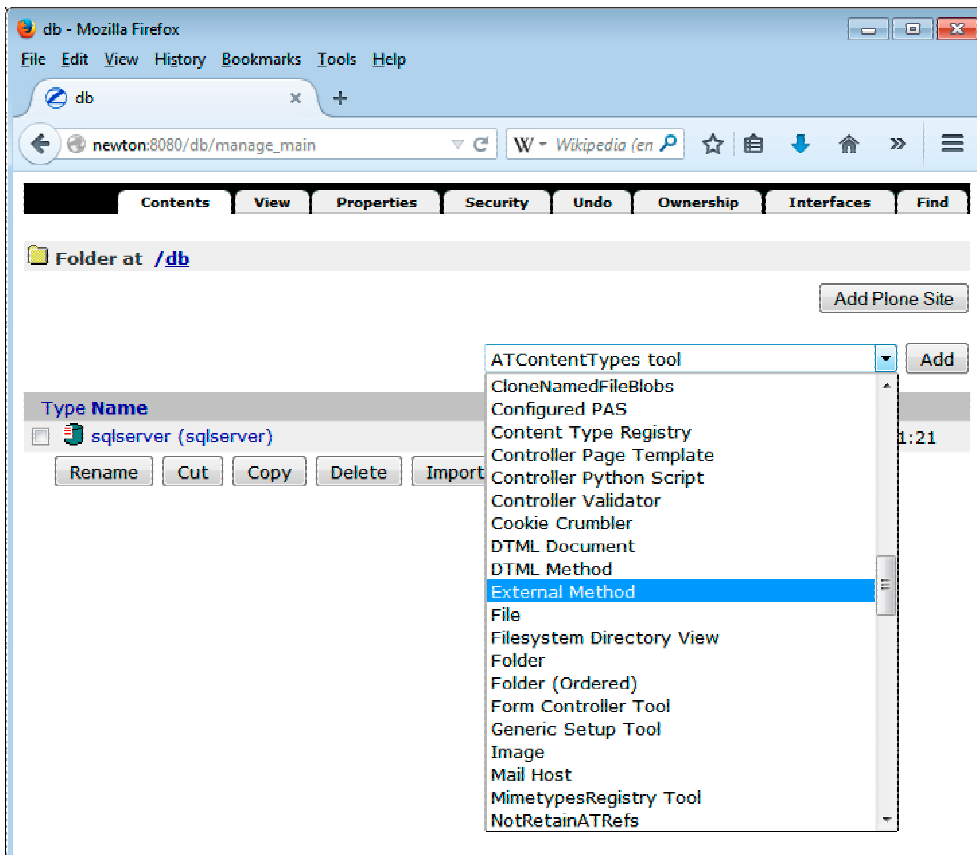 db - Mozilla Firefox
File Edit View History Bookmarks Tools Help
db
newton:8080/db/manage_main
W Wikipedia (en
Contents View Properties Security Undo Ownership Interfaces Find
Folder at /db
Add Plone Site
ATContentTypes tool Add
CloneNamedFileBlobs
Configured PAS
Content Type Registry
Controller Page Template
Controller Python Script
Controller Validator
Cookie Crumbler
DTML Document
DTML Method
External Method
File
Filesystem Directory View
Folder
Folder (Ordered)
Form Controller Tool
Generic Setup Tool
Image
Mail Host
MimetypesRegistry Tool
NotRetainATRefs
Type Name
sqlserver (sqlserver) 1:21
Rename Cut Copy Delete Import